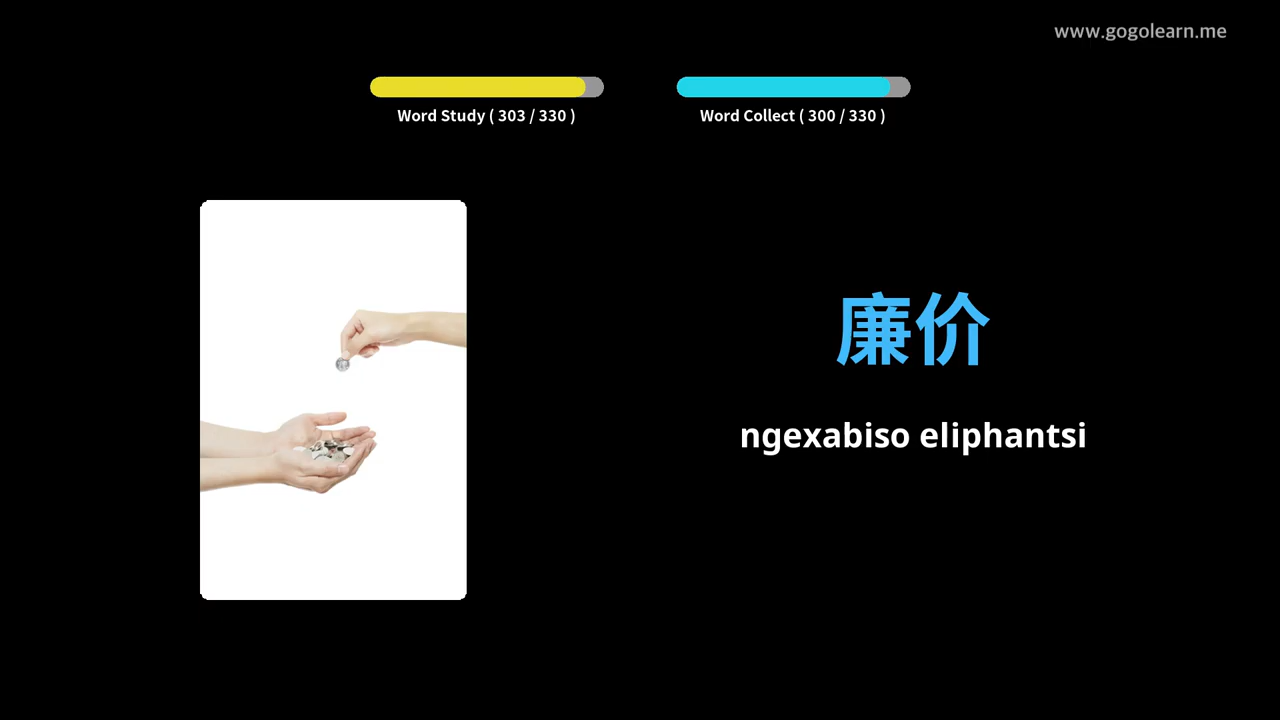 www.gogolearn.me
Word Study ( 303 / 330 )
Word Collect ( 300 / 330 )
廉价
ngexabiso eliphantsi